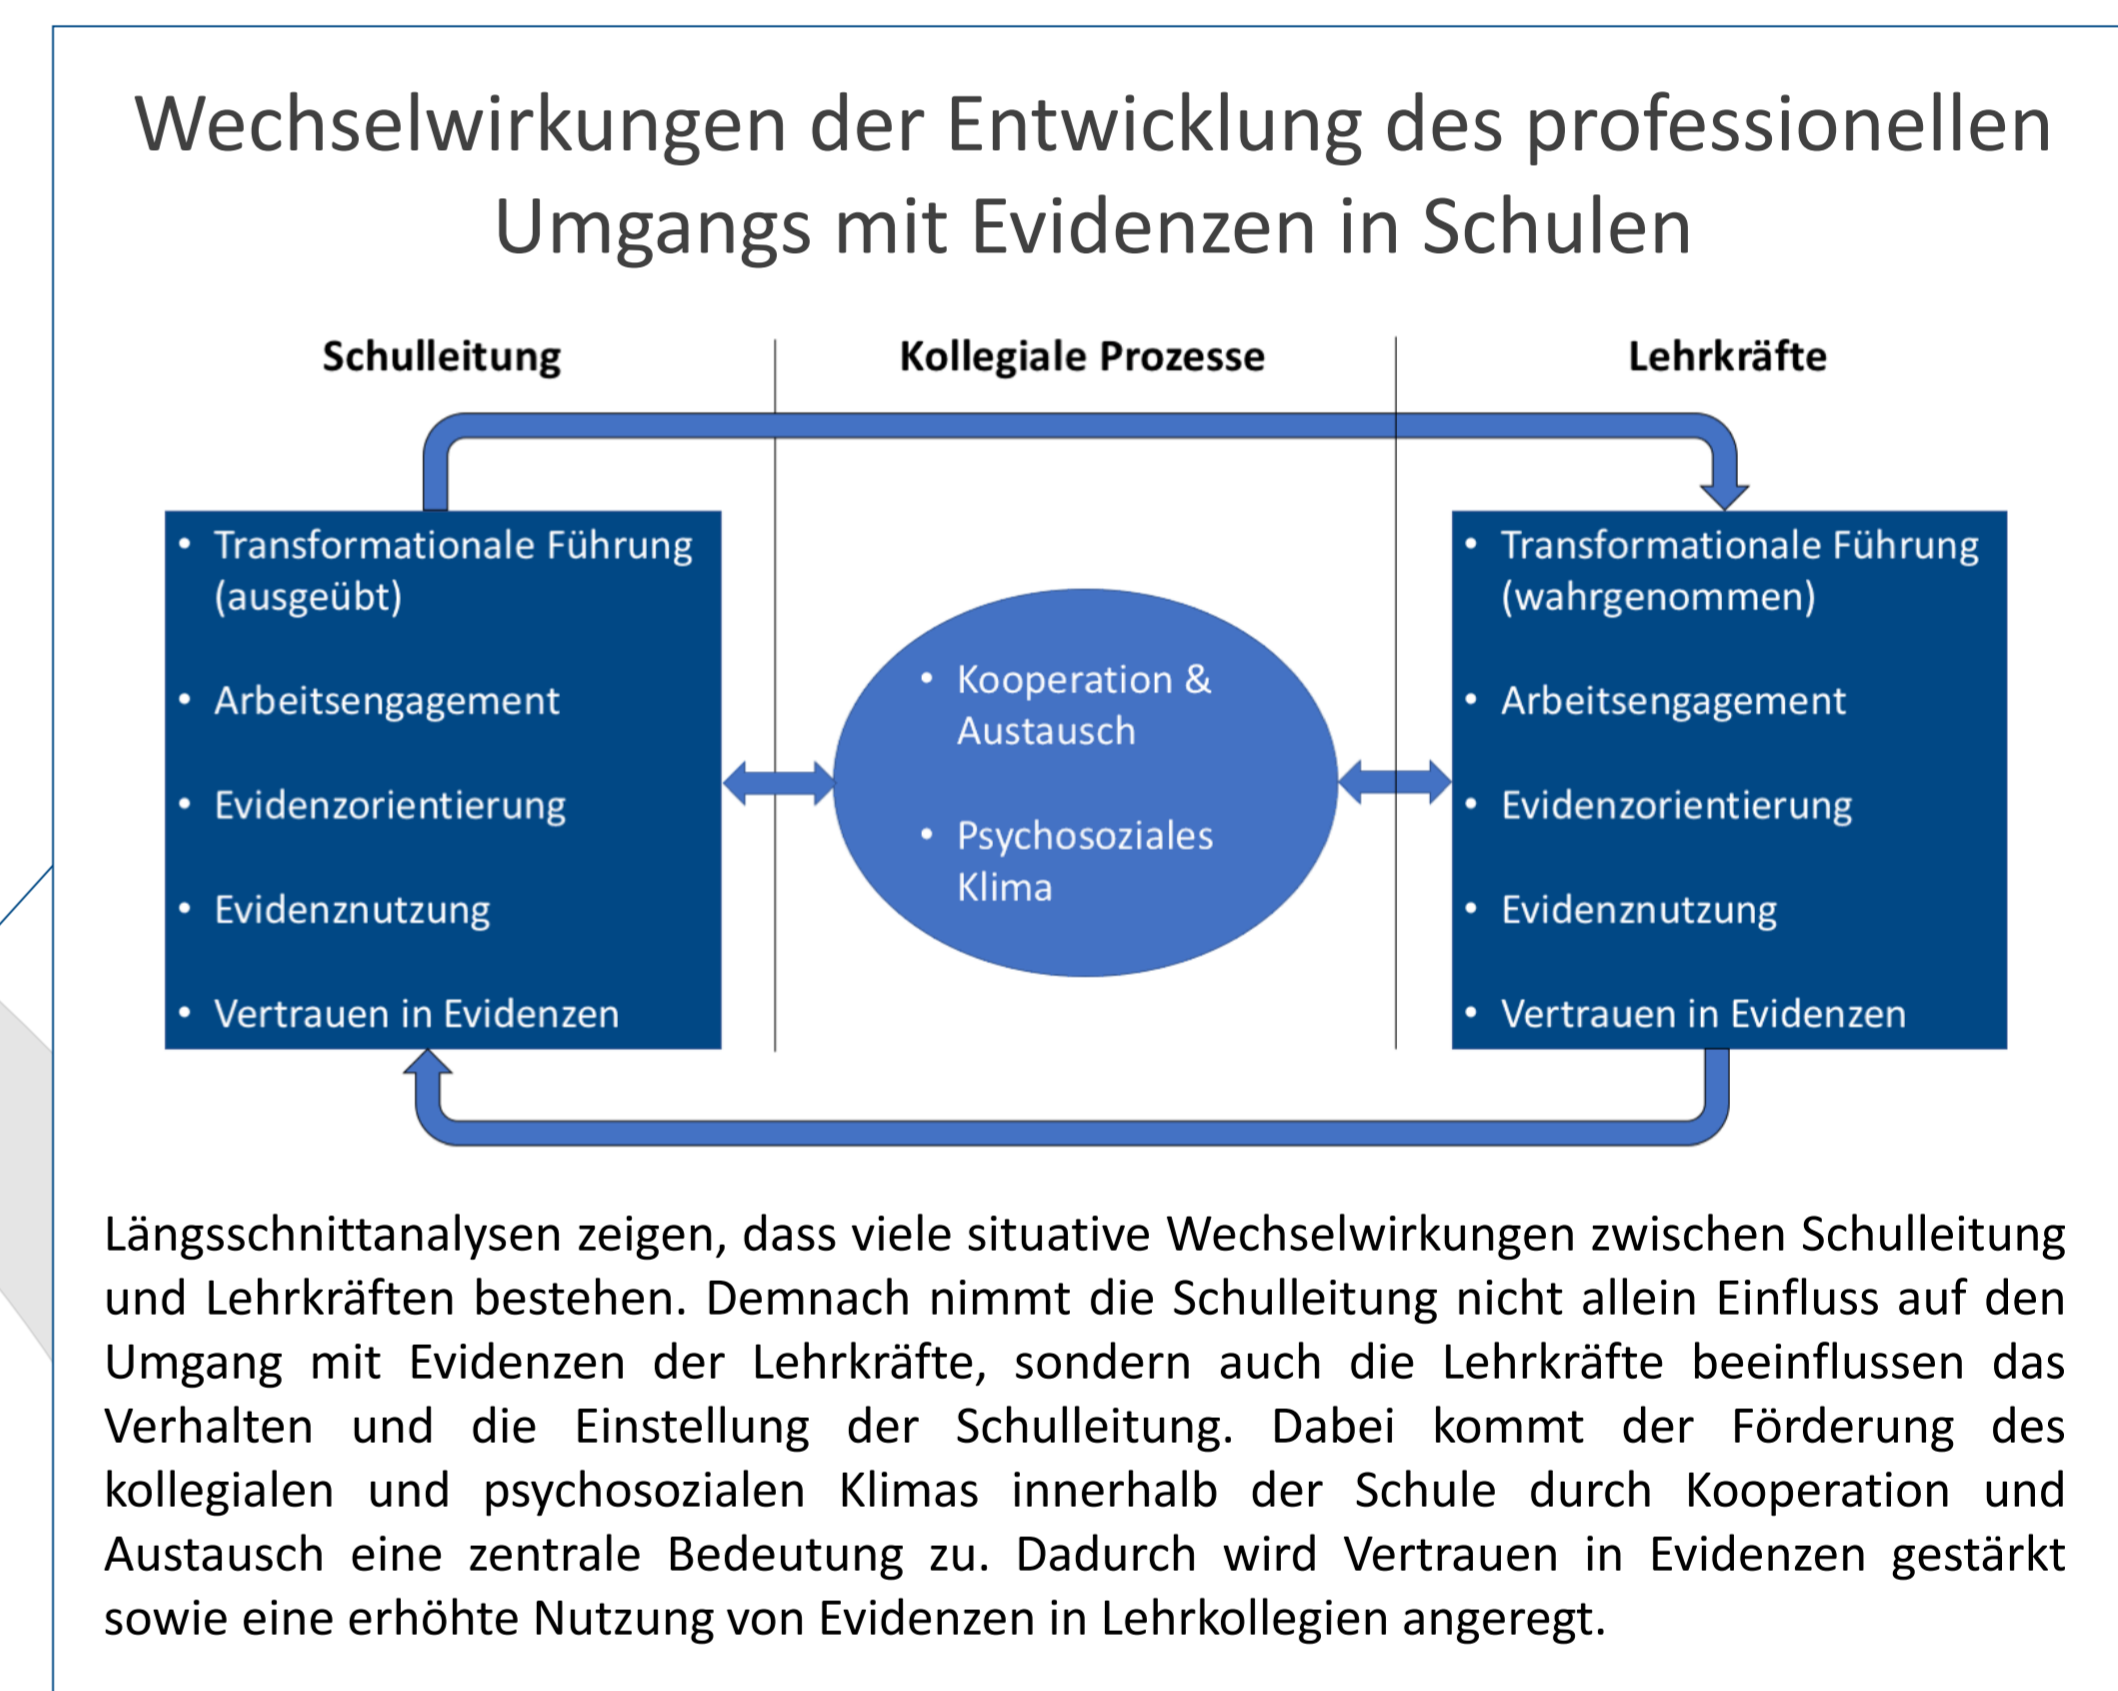 Wechselwirkungen der Entwicklung des professionellen
Umgangs mit Evidenzen in Schulen
Schulleitung
Kollegiale Prozesse
Lehrkräfte
• Transformationale Führung
(ausgeübt)
• Arbeitsengagement
• Evidenzorientierung
• Evidenznutzung
• Vertrauen in Evidenzen
• Kooperation &
Austausch
• Psychosoziales
Klima
• Transformationale Führung
(wahrgenommen)
• Arbeitsengagement
• Evidenzorientierung
• Evidenznutzung
• Vertrauen in Evidenzen
Längsschnittanalysen zeigen, dass viele situative Wechselwirkungen zwischen Schulleitung
und Lehrkräften bestehen. Demnach nimmt die Schulleitung nicht allein Einfluss auf den
Umgang mit Evidenzen der Lehrkräfte, sondern auch die Lehrkräfte beeinflussen das
Verhalten und die Einstellung der Schulleitung. Dabei kommt der Förderung des
kollegialen und psychosozialen Klimas innerhalb der Schule durch Kooperation und
Austausch eine zentrale Bedeutung zu. Dadurch wird Vertrauen in Evidenzen gestärkt
sowie eine erhöhte Nutzung von Evidenzen in Lehrkollegien angeregt.